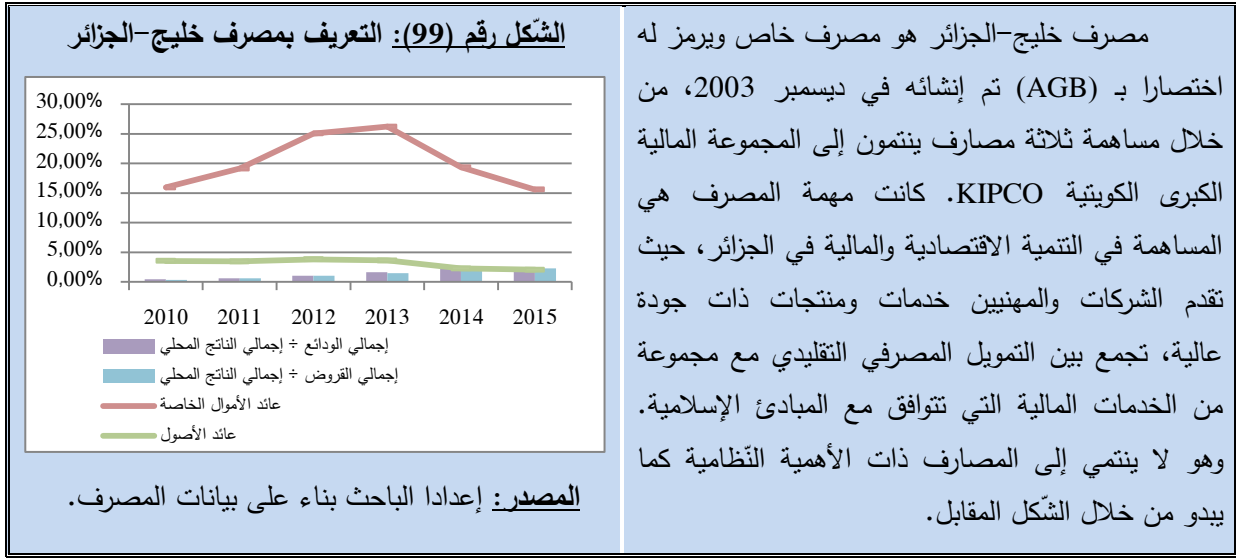 مصرف خليج-الجزائر هو مصرف خاص ويرمز له
اختصارا بـ (AGB) تم إنشائه في ديسمبر 2003، من
خلال مساهمة ثلاثة مصارف ينتمون إلى المجموعة المالية
الكبرى الكويتية KIPCO. كانت مهمة المصرف هي
المساهمة في التنمية الاقتصادية والمالية في الجزائر، حيث
تقدم الشركات والمهنيين خدمات ومنتجات ذات جودة
عالية، تجمع بين التمويل المصرفي التقليدي مع مجموعة
من الخدمات المالية التي تتوافق مع المبادئ الإسلامية.
وهو لا ينتمي إلى المصارف ذات الأهمية النّظامية كما
يبدو من خلال الشّكل المقابل.
الشّكل رقم (99): التعريف بمصرف خليج-الجزائر
30,00%
25,00%
20,00%
15,00%
10,00%
5,00%
0,00%
2010 2011 2012 2013 2014 2015
إجمالي الودائع ÷ إجمالي الناتج المحلي
إجمالي القروض ÷ إجمالي الناتج المحلي
عائد الأموال الخاصة
عائد الأصول
المصدر: إعدادا الباحث بناء على بيانات المصرف.